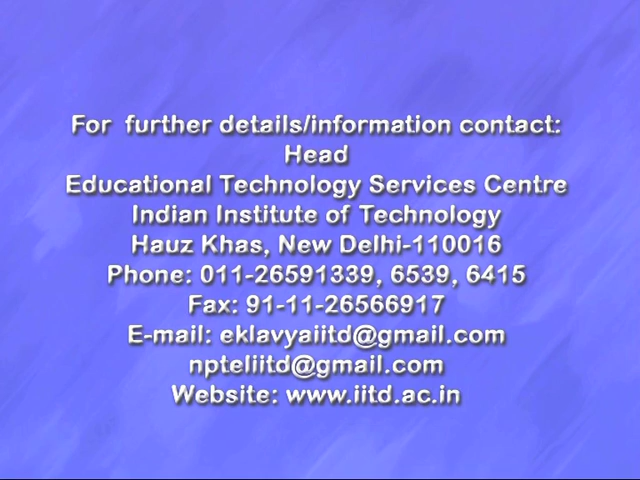 For further details/information contact:
Head
Educational Technology Services Centre
Indian Institute of Technology
Hauz Khas, New Delhi-110016
Phone: 011-26591339, 6539, 6415
Fax: 91-11-26566917
E-mail: eklavyaiitd@gmail.com
npteliitd@gmail.com
Website: www.iitd.ac.in